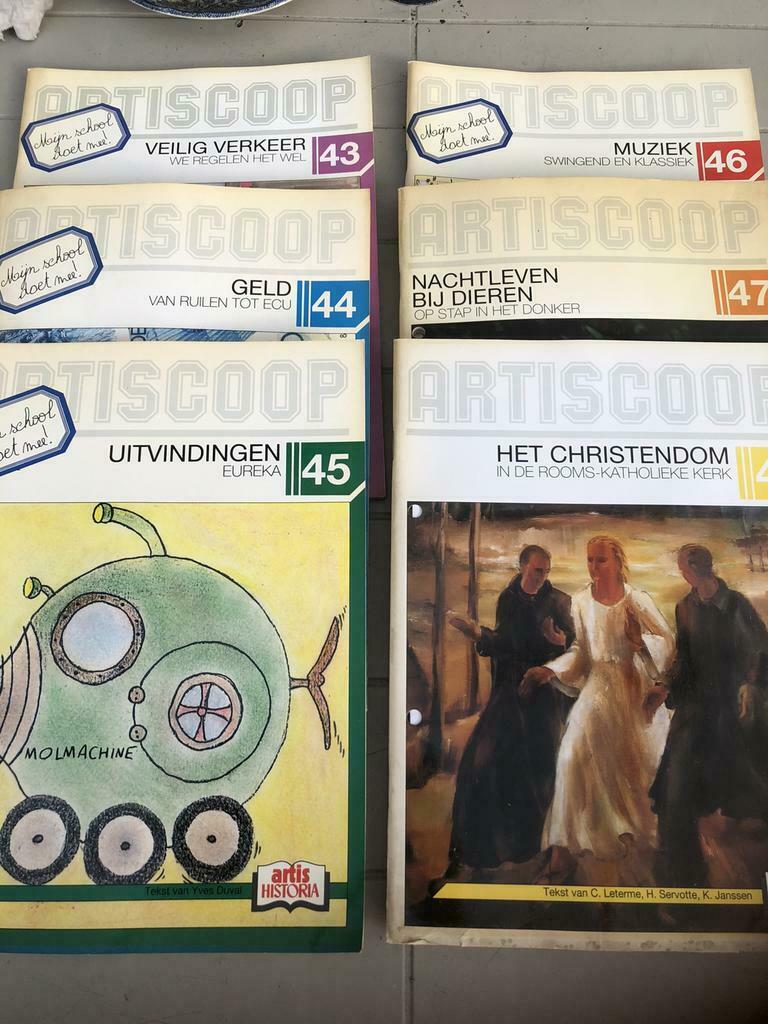 ARTISCOOP
Mijn school
doet mee!
VEILIG VERKEER
WE REGELEN HET WEL
43
ARTISCOOP
Mijn school
doet mee!
MUZIEK
SWINGEND EN KLASSIEK
46
ARTISCOOP
Mijn school
doet mee!
GELD
VAN RUILEN TOT ECU
44
ARTISCOOP
NACHTLEVEN
BIJ DIEREN
OP STAP IN HET DONKER
47
ARTISCOOP
n school
oet mee!
UITVINDINGEN
EUREKA
45
MOLMACHINE
Tekst van Yves Duval
artis
HISTORIA
ARTISCOOP
HET CHRISTENDOM
IN DE ROOMS-KATHOLIEKE KERK
4
Tekst van C. Leterme, H. Servotte, K. Janssen